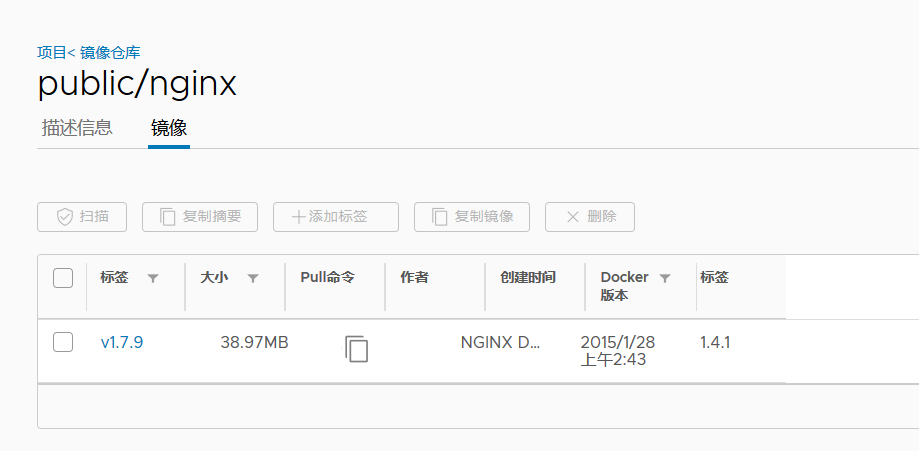 项目< 镜像仓库
public/nginx
描述信息 镜像
扫描 复制摘要 添加标签 复制镜像 删除
标签 大小 Pull命令 作者 创建时间 Docker 版本 标签
v1.7.9 38.97MB NGINX D... 2015/1/28 上午2:43 1.4.1